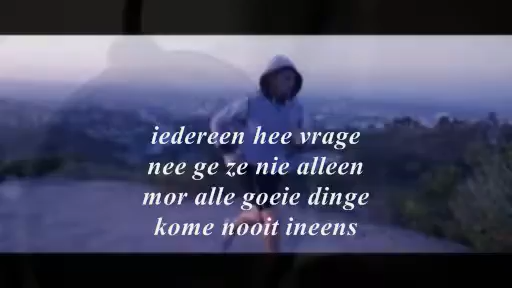 iedereen hee vrage
nee ge ze nie alleen
mor alle goeie dinge
kome nooit ineens